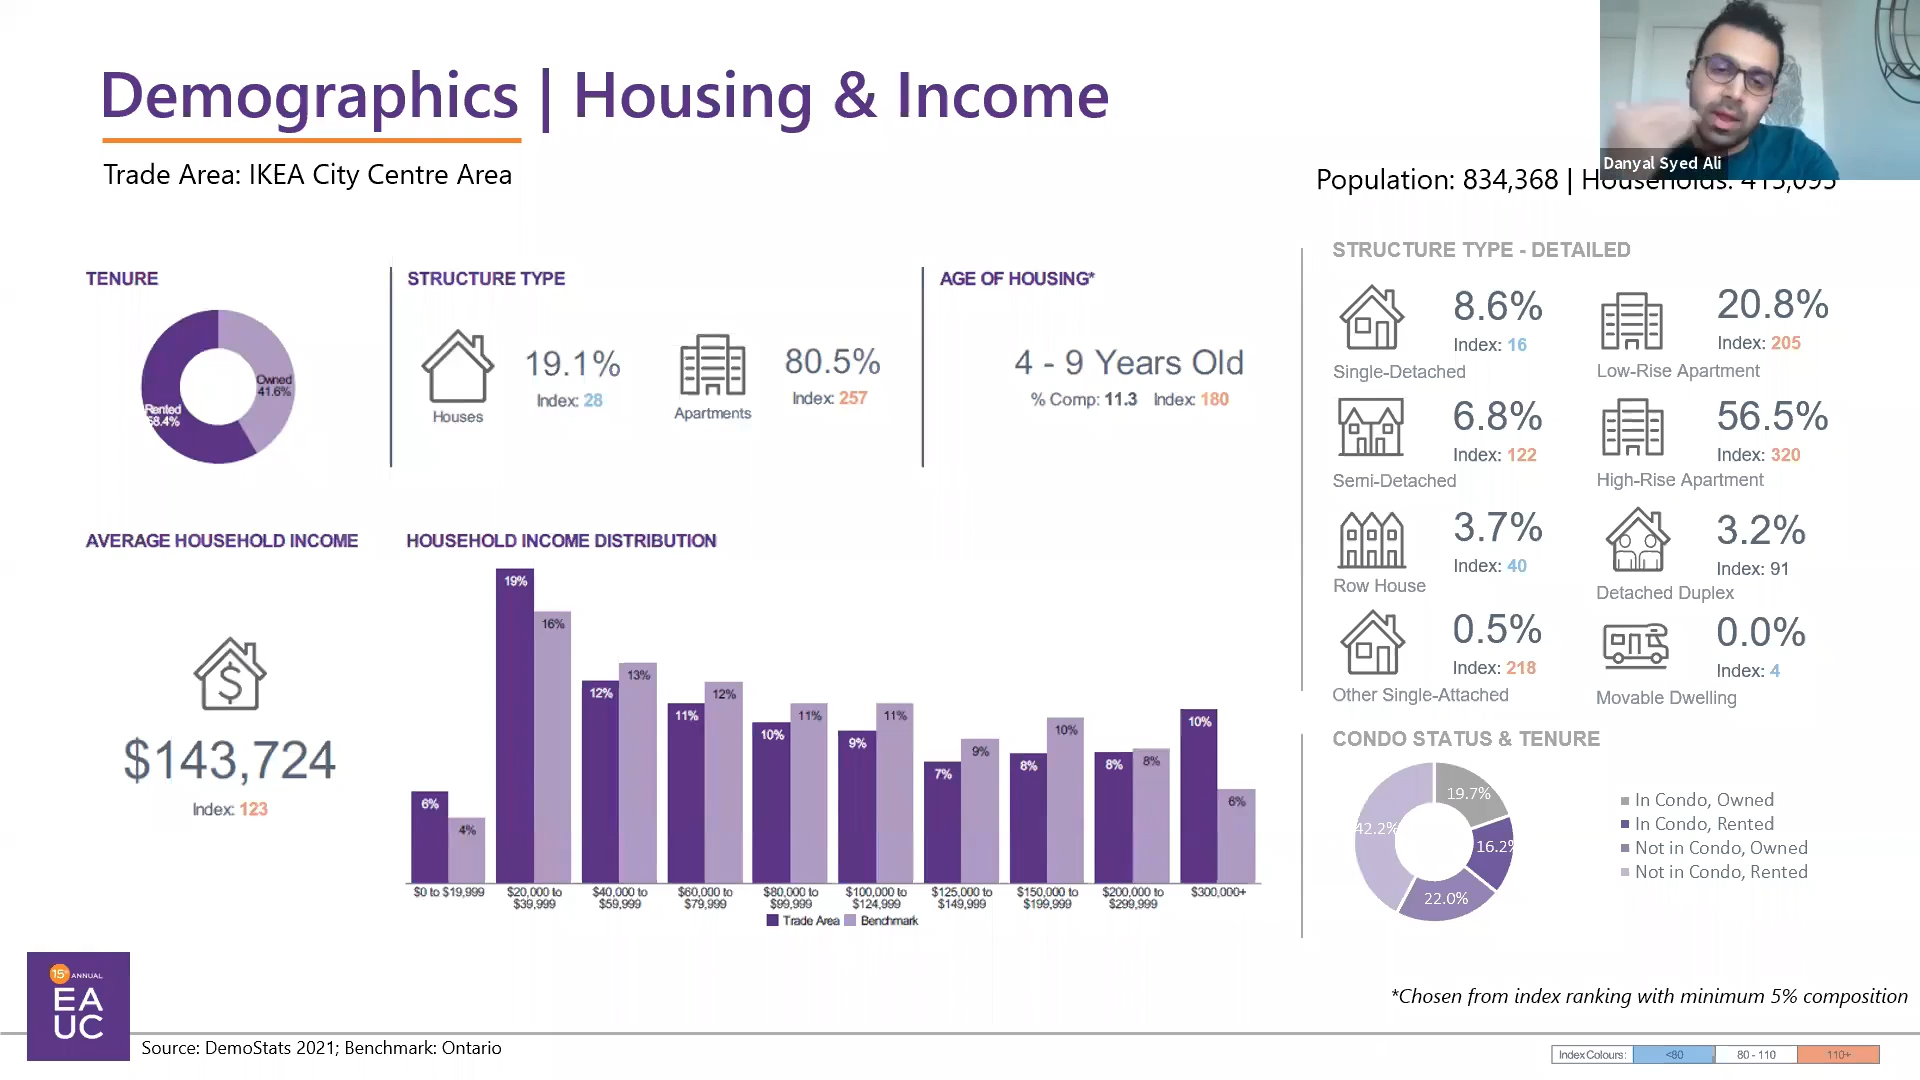 Demographics | Housing & Income
Danyal Syed Ali
Trade Area: IKEA City Centre Area
Population: 834,368 | Households: 415,095
TENURE
Owned
41.6%
Rented
58.4%
STRUCTURE TYPE
19.1%
Index: 28
Houses
80.5%
Index: 257
Apartments
AGE OF HOUSING*
4 - 9 Years Old
% Comp: 11.3 Index: 180
AVERAGE HOUSEHOLD INCOME
$
$143,724
Index: 123
HOUSEHOLD INCOME DISTRIBUTION
19%
16%
12%
13%
11%
12%
10%
11%
9%
11%
7%
9%
8%
10%
8%
8%
10%
6%
6%
4%
$0 to $19,999
$20,000 to
$39,999
$40,000 to
$59,999
$60,000 to
$79,999
$80,000 to
$99,999
$100,000 to
$124,999
$125,000 to
$149,999
$150,000 to
$199,999
$200,000 to
$299,999
$300,000+
Trade Area Benchmark
STRUCTURE TYPE - DETAILED
8.6%
Index: 16
Single-Detached
20.8%
Index: 205
Low-Rise Apartment
6.8%
Index: 122
Semi-Detached
56.5%
Index: 320
High-Rise Apartment
3.7%
Index: 40
Row House
3.2%
Index: 91
Detached Duplex
0.5%
Index: 218
Other Single-Attached
0.0%
Index: 4
Movable Dwelling
CONDO STATUS & TENURE
19.7%
16.2%
22.0%
42.2%
In Condo, Owned
In Condo, Rented
Not in Condo, Owned
Not in Condo, Rented
*Chosen from index ranking with minimum 5% composition
15th ANNUAL
EA
UC
Source: DemoStats 2021; Benchmark: Ontario
Index Colours: <80 80 - 110 110+